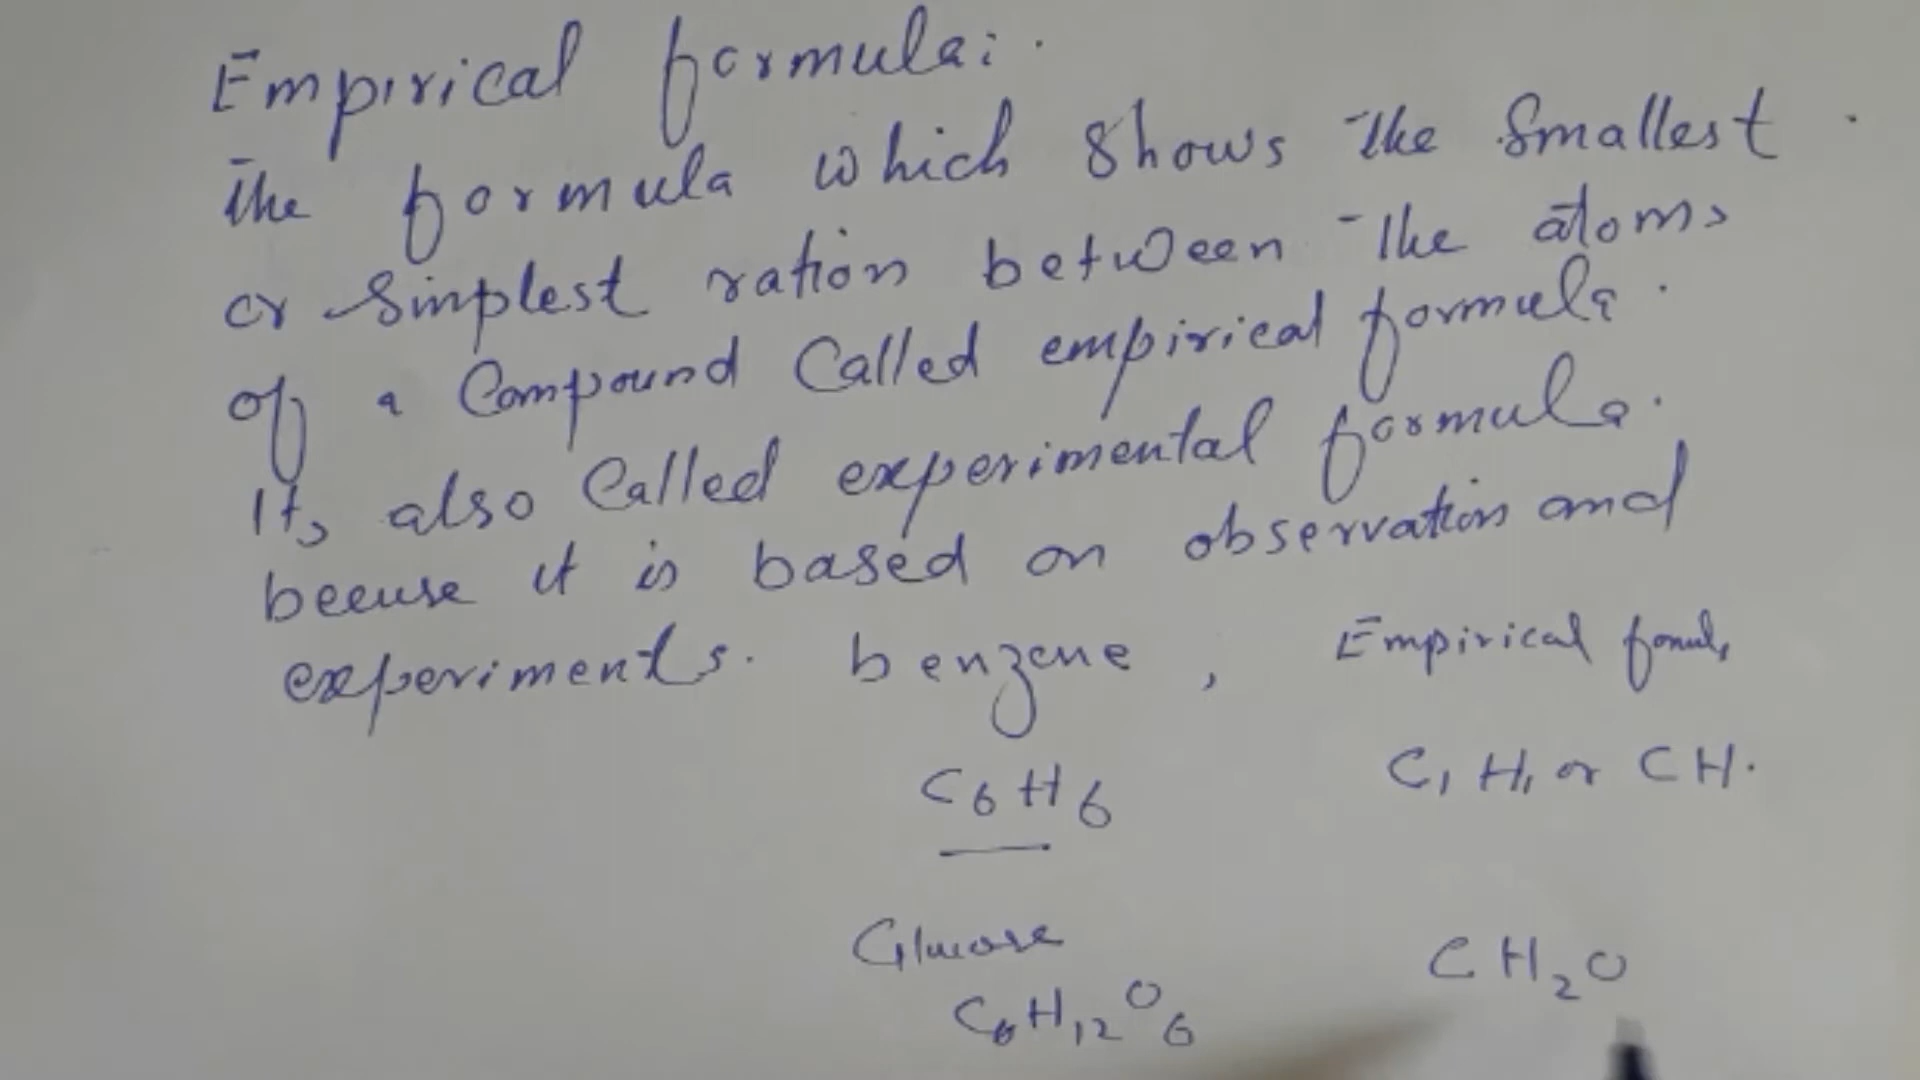 Empirical formula:
The formula which shows the smallest
or simplest ration between the atoms
of a Compound Called empirical formula.
Its also Called experimental formula.
beeuse it is based on observation and
experiments. benzene, Empirical
C6H6 C1H1 or CH.
Glucose CH2O
C6H12O6